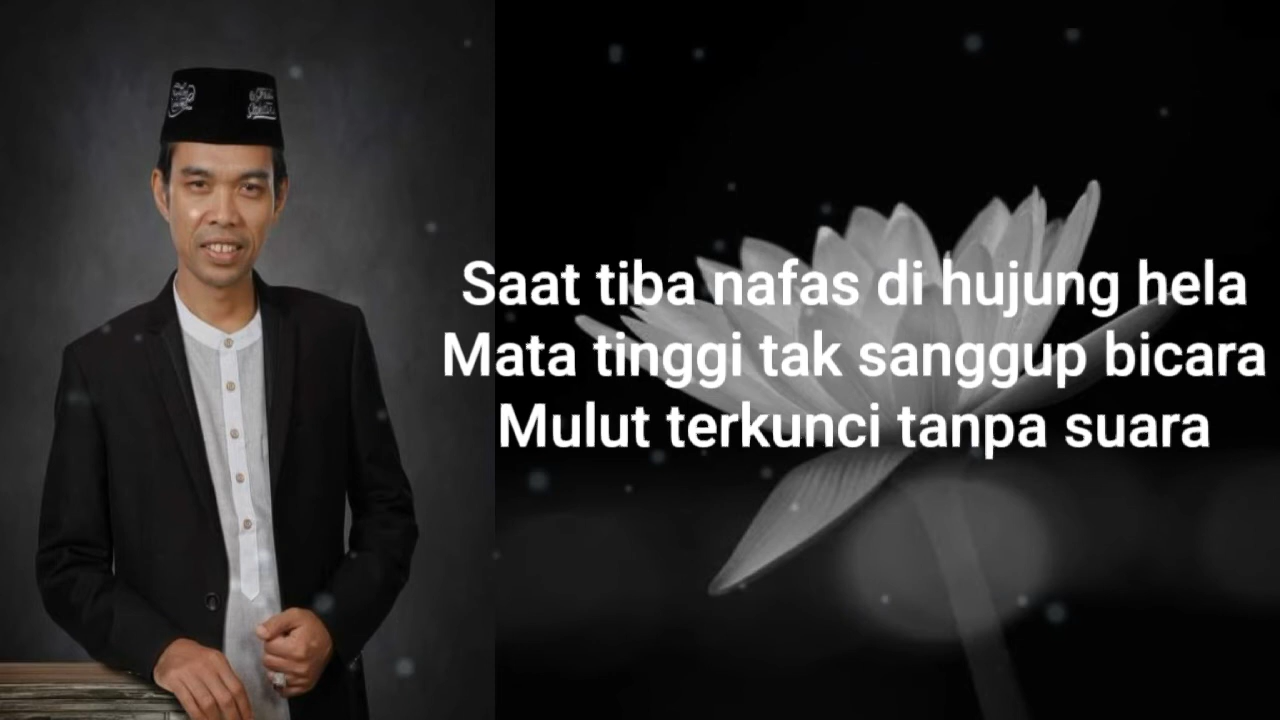 Saat tiba nafas di hujung hela
Mata tinggi tak sanggup bicara
Mulut terkunci tanpa suara